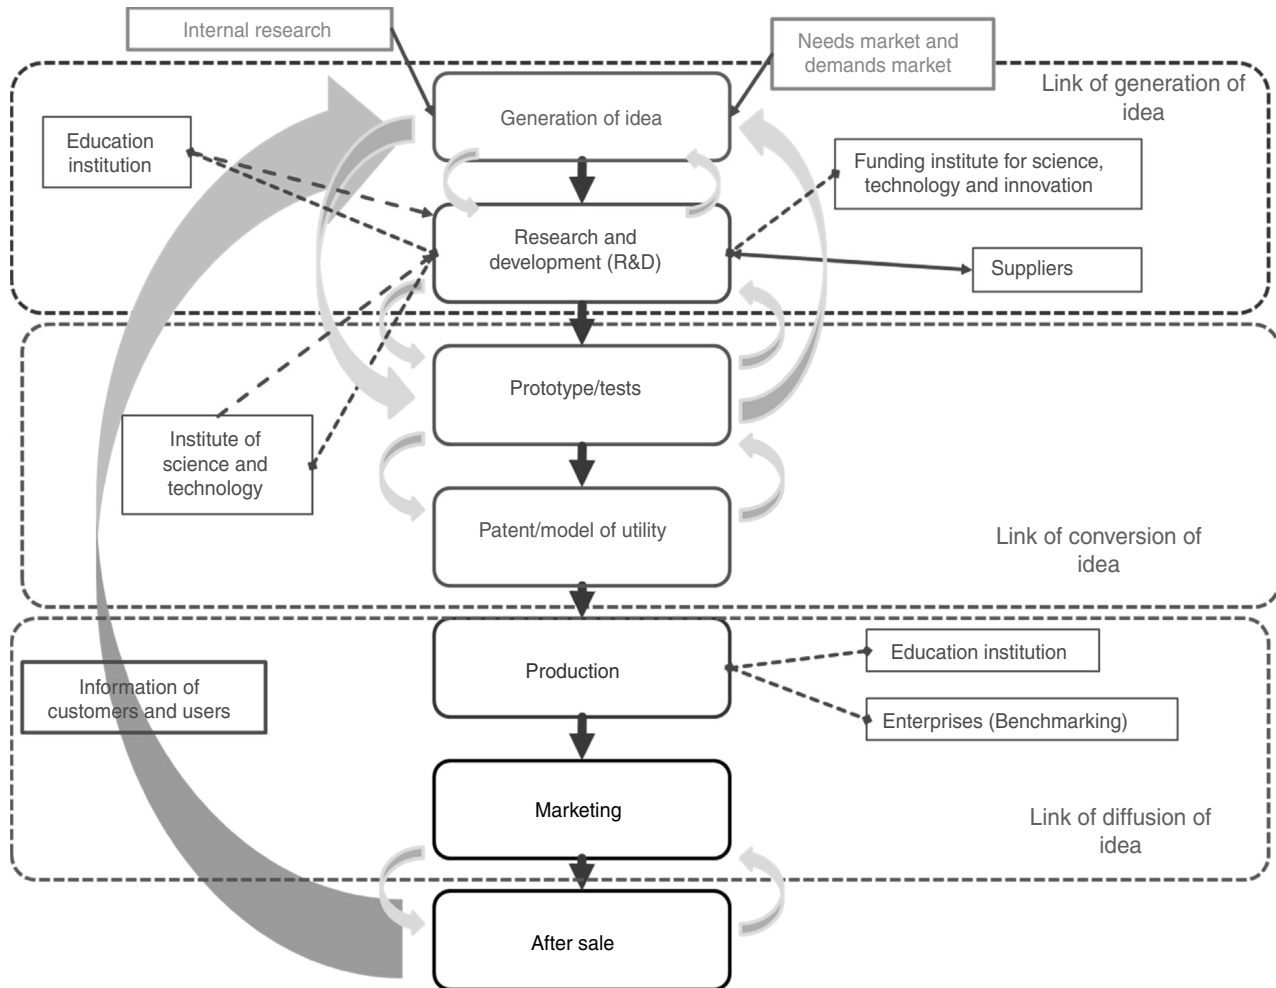 Internal research
Needs market and
demands market
Link of generation of
idea
Generation of idea
Education
institution
Funding institute for science,
technology and innovation
Research and
development (R&D)
Suppliers
Prototype/tests
Institute of
science and
technology
Patent/model of utility
Link of conversion of
idea
Production
Education institution
Information of
customers and users
Enterprises (Benchmarking)
Marketing
Link of diffusion of
idea
After sale